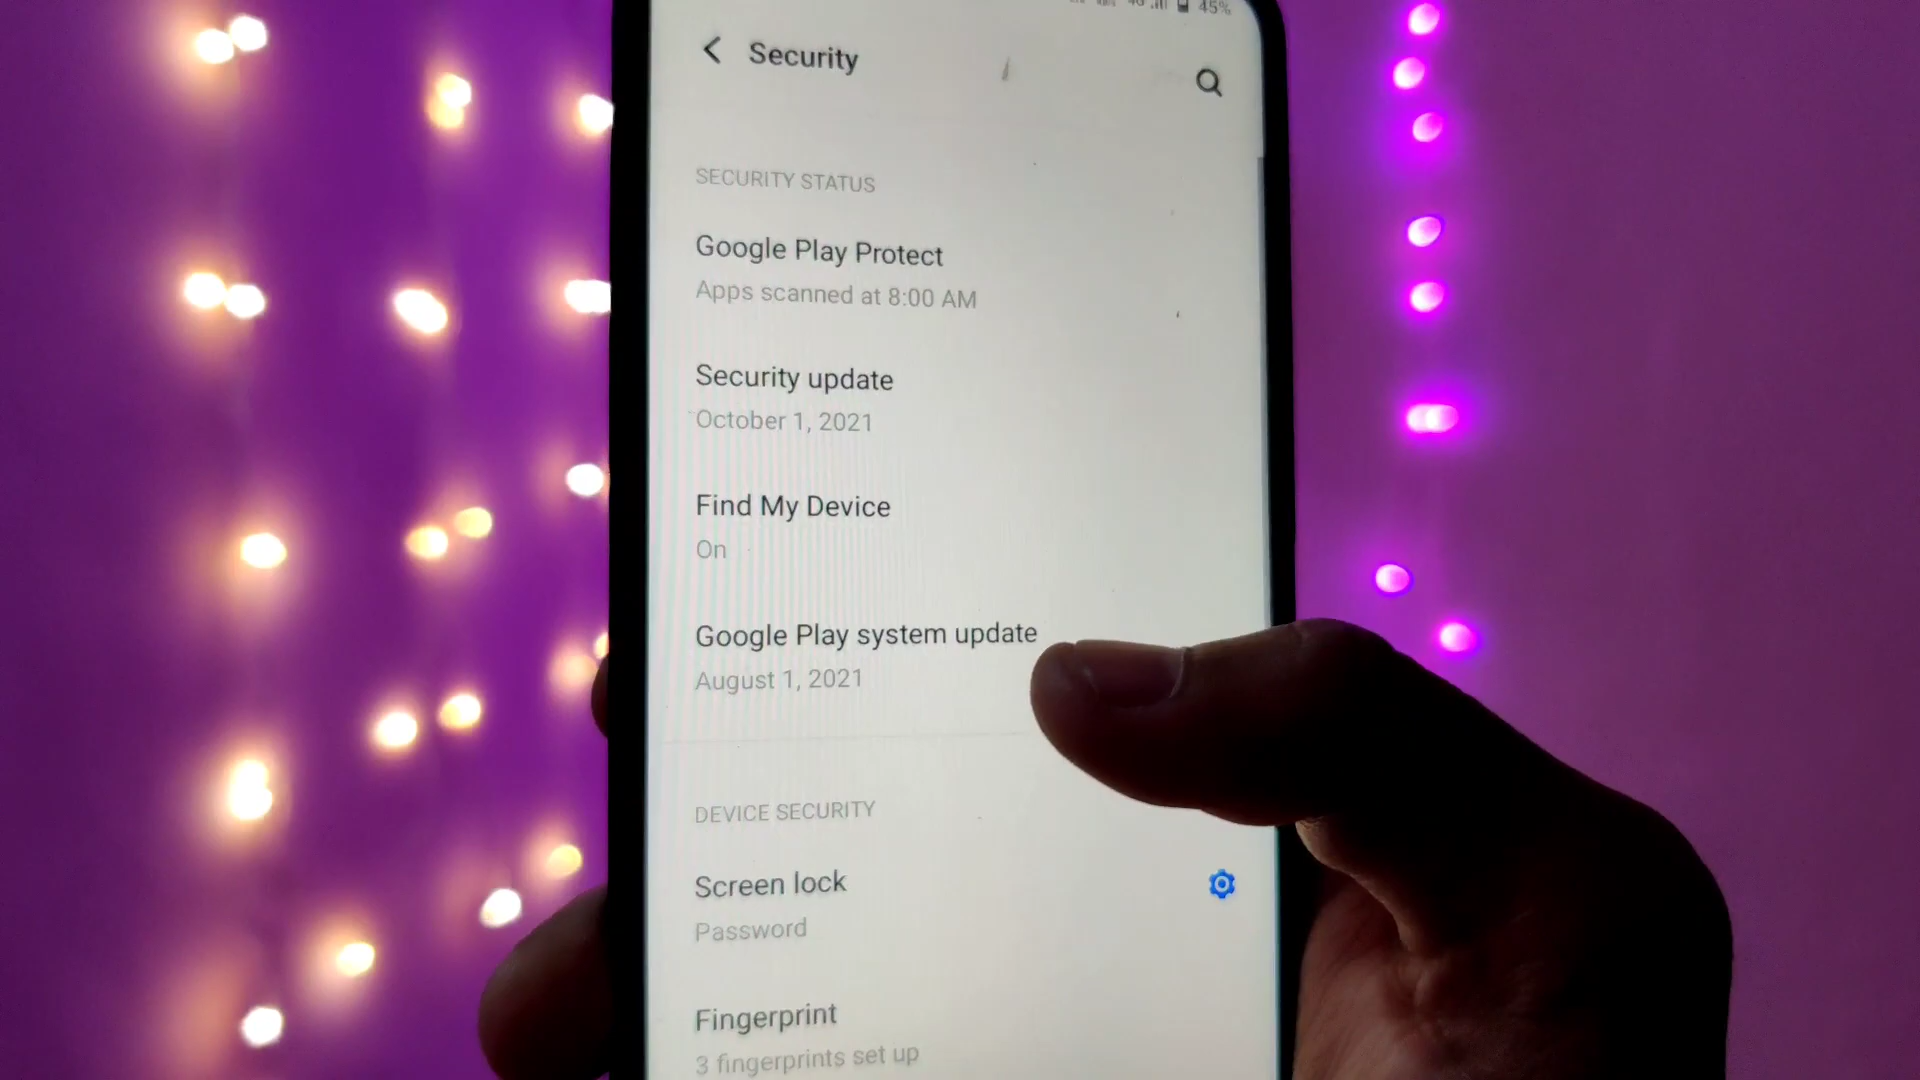 4G 45%
Security
SECURITY STATUS
Google Play Protect
Apps scanned at 8:00 AM
Security update
October 1, 2021
Find My Device
On
Google Play system update
August 1, 2021
DEVICE SECURITY
Screen lock
Password
Fingerprint
3 fingerprints set up